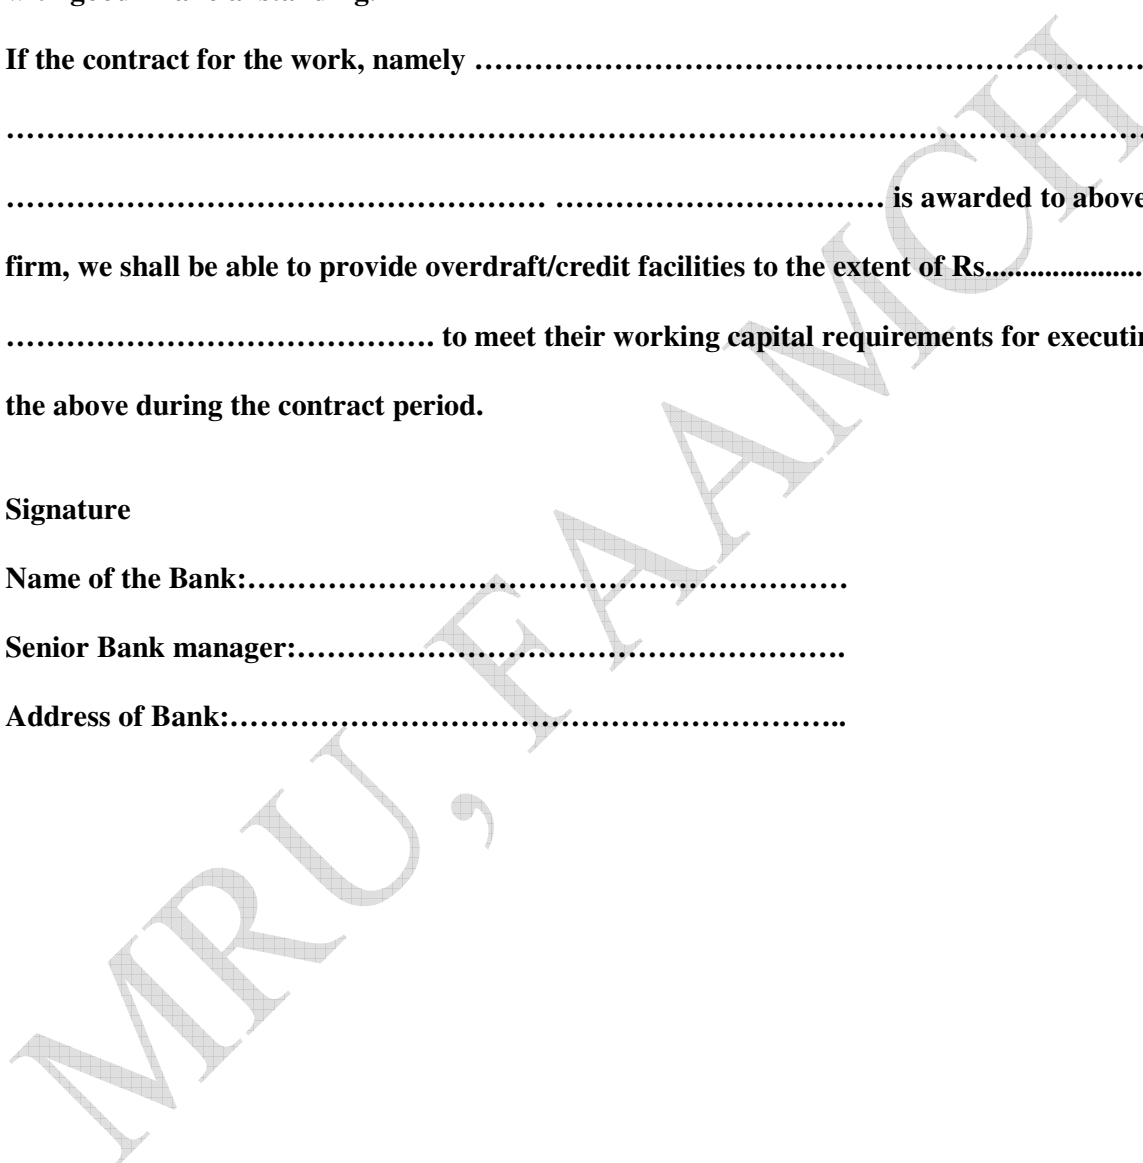 If the contract for the work, namely ……………………………………………………………
……………………………………………………………………………………………………
……………………………………………… …………………………… is awarded to above
firm, we shall be able to provide overdraft/credit facilities to the extent of Rs.....................
……………………………………. to meet their working capital requirements for
the above during the contract period.
Signature
Name of the Bank:……………………………………………………
Senior Bank manager:……………………………………………….
Address of Bank:……………………………………………………..
MRU, FAAMCH